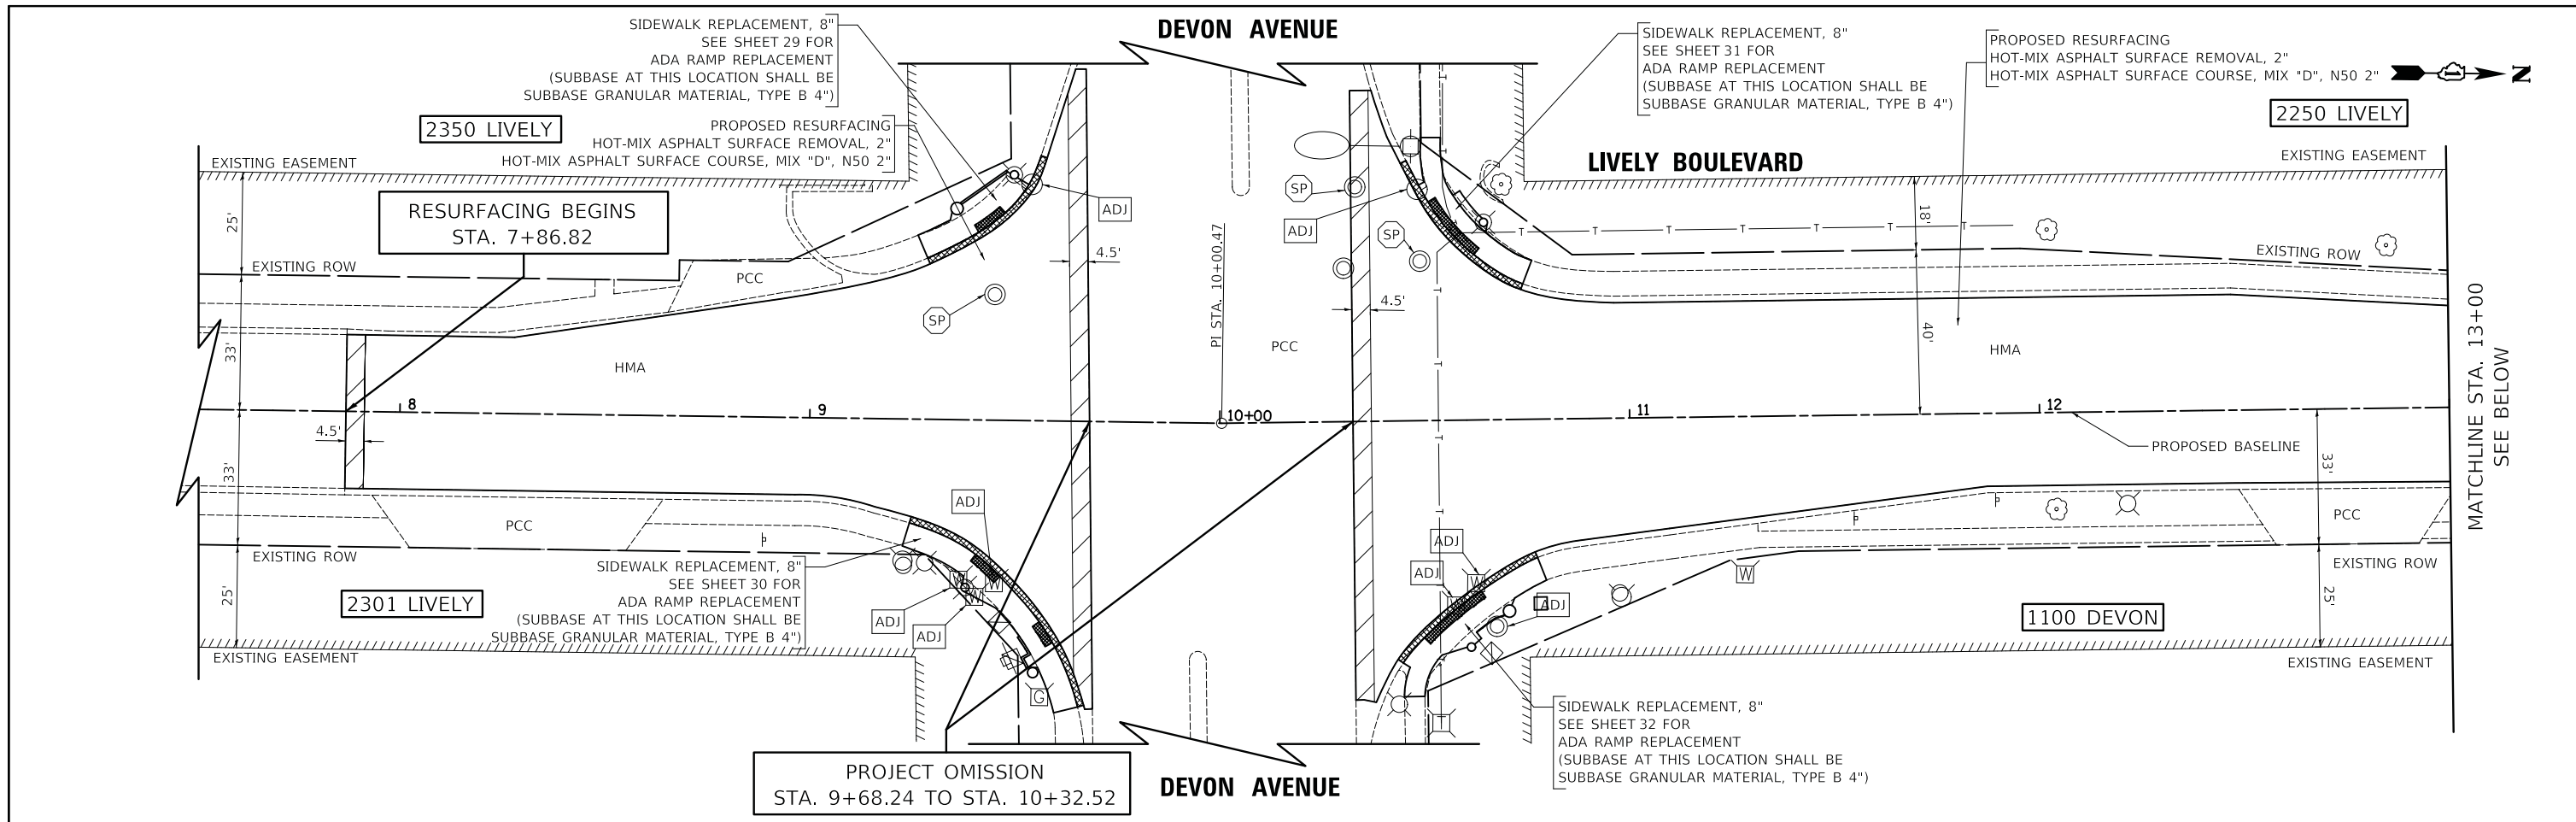 DEVON AVENUE
SIDEWALK REPLACEMENT, 8"
SEE SHEET 29 FOR
ADA RAMP REPLACEMENT
(SUBBASE AT THIS LOCATION SHALL BE
SUBBASE GRANULAR MATERIAL, TYPE B 4")
SIDEWALK REPLACEMENT, 8"
SEE SHEET 31 FOR
ADA RAMP REPLACEMENT
(SUBBASE AT THIS LOCATION SHALL BE
SUBBASE GRANULAR MATERIAL, TYPE B 4")
PROPOSED RESURFACING
HOT-MIX ASPHALT SURFACE REMOVAL, 2"
HOT-MIX ASPHALT SURFACE COURSE, MIX "D", N50 2"
N
2350 LIVELY
PROPOSED RESURFACING
HOT-MIX ASPHALT SURFACE REMOVAL, 2"
HOT-MIX ASPHALT SURFACE COURSE, MIX "D", N50 2"
2250 LIVELY
EXISTING EASEMENT
LIVELY BOULEVARD
EXISTING EASEMENT
RESURFACING BEGINS
STA. 7+86.82
25'
ADJ
SP
ADJ
SP
18'
T T T T T T T
EXISTING ROW
PCC
4.5'
EXISTING ROW
SP
PI STA. 10+00.47
4.5'
PCC
40'
33'
HMA
HMA
MATCHLINE STA. 13+00
SEE BELOW
8
9
10+00
11
12
4.5'
PROPOSED BASELINE
33'
33'
ADJ
PCC
PCC
EXISTING ROW
ADJ
EXISTING ROW
SIDEWALK REPLACEMENT, 8"
SEE SHEET 30 FOR
ADA RAMP REPLACEMENT
(SUBBASE AT THIS LOCATION SHALL BE
SUBBASE GRANULAR MATERIAL, TYPE B 4")
W
W
W
ADJ
ADJ
ADJ
W
W
ADJ
W
25'
25'
2301 LIVELY
1100 DEVON
EXISTING EASEMENT
EXISTING EASEMENT
G
T
SIDEWALK REPLACEMENT, 8"
SEE SHEET 32 FOR
ADA RAMP REPLACEMENT
(SUBBASE AT THIS LOCATION SHALL BE
SUBBASE GRANULAR MATERIAL, TYPE B 4")
PROJECT OMISSION
STA. 9+68.24 TO STA. 10+32.52
DEVON AVENUE